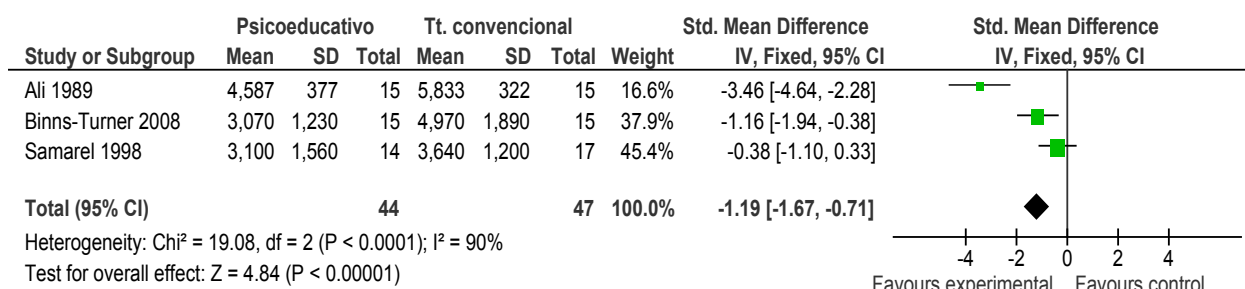 Psicoeducativo Tt. convencional Std. Mean Difference Std. Mean Difference
Study or Subgroup Mean SD Total Mean SD Total Weight IV, Fixed, 95% CI IV, Fixed, 95% CI
Ali 1989 4,587 377 15 5,833 322 15 16.6% -3.46 [-4.64, -2.28]
Binns-Turner 2008 3,070 1,230 15 4,970 1,890 15 37.9% -1.16 [-1.94, -0.38]
Samarel 1998 3,100 1,560 14 3,640 1,200 17 45.4% -0.38 [-1.10, 0.33]
Total (95% CI) 44 47 100.0% -1.19 [-1.67, -0.71]
Heterogeneity: Chi² = 19.08, df = 2 (P < 0.0001); I² = 90%
Test for overall effect: Z = 4.84 (P < 0.00001)
-4 -2 0 2 4
Favours experimental Favours control